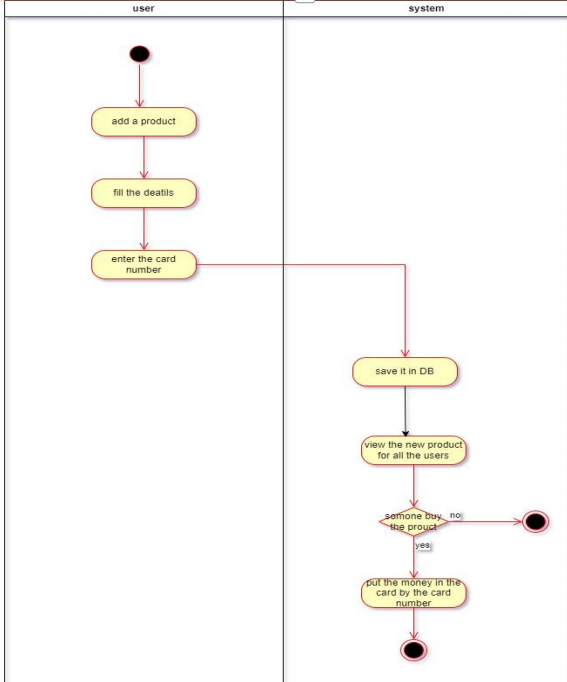 user
system
add a product
fill the deatils
enter the card
number
save it in DB
view the new product
for all the users
somone buy
the prouct
no
yes
put the money in the
card by the card
number